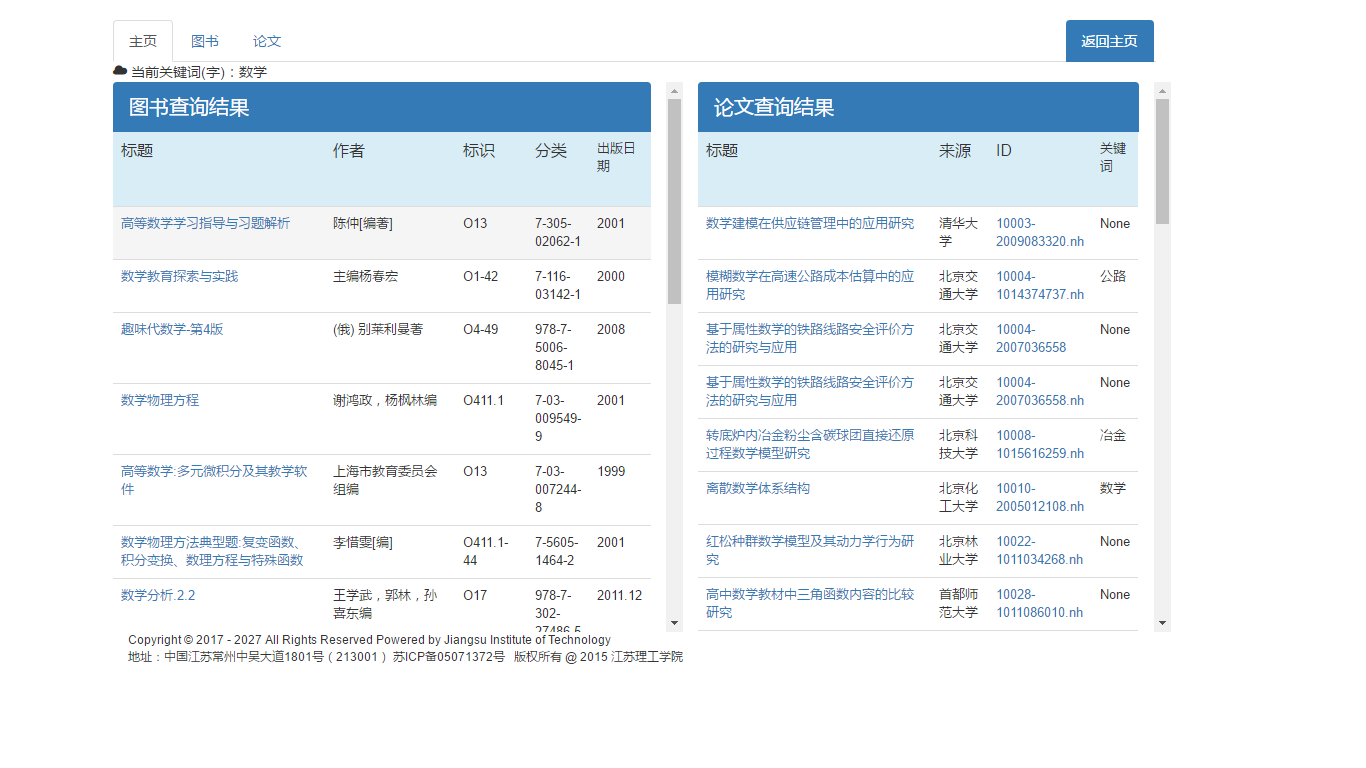 主页 图书 论文 返回主页
当前关键词(字)：数学
图书查询结果
标题 作者 标识 分类 出版日
期
高等数学学习指导与习题解析 陈仲[编著] O13 7-305- 2001
02062-1
数学教育探索与实践 主编杨春宏 O1-42 7-116- 2000
03142-1
趣味代数学-第4版 (俄) 别莱利曼著 O4-49 978-7- 2008
5006-
8045-1
数学物理方程 谢鸿政，杨枫林编 O411.1 7-03- 2001
009549-
9
高等数学:多元微积分及其教学软 上海市教育委员会 O13 7-03- 1999
件 组编 007244-
8
数学物理方法典型题:复变函数、 李惜雯[编] O411.1- 7-5605- 2001
积分变换、数理方程与特殊函数 44 1464-2
数学分析.2.2 王学武，郭林，孙 O17 978-7- 2011.12
喜东编 302-
27486-5
论文查询结果
标题 来源 ID 关键
词
数学建模在供应链管理中的应用研究 清华大 10003- None
学 2009083320.nh
模糊数学在高速公路成本估算中的应 北京交 10004- 公路
用研究 通大学 1014374737.nh
基于属性数学的铁路线路安全评价方 北京交 10004- None
法的研究与应用 通大学 2007036558
基于属性数学的铁路线路安全评价方 北京交 10004- None
法的研究与应用 通大学 2007036558.nh
转底炉内冶金粉尘含碳球团直接还原 北京科 10008- 冶金
过程数学模型研究 技大学 1015616259.nh
离散数学体系结构 北京化 10010- 数学
工大学 2005012108.nh
红松种群数学模型及其动力学行为研 北京林 10022- None
究 业大学 1011034268.nh
高中数学教材中三角函数内容的比较 首都师 10028- None
研究 范大学 1011086010.nh
Copyright © 2017 - 2027 All Rights Reserved Powered by Jiangsu Institute of Technology
地址：中国江苏常州中吴大道1801号（213001） 苏ICP备05071372号 版权所有 @ 2015 江苏理工学院